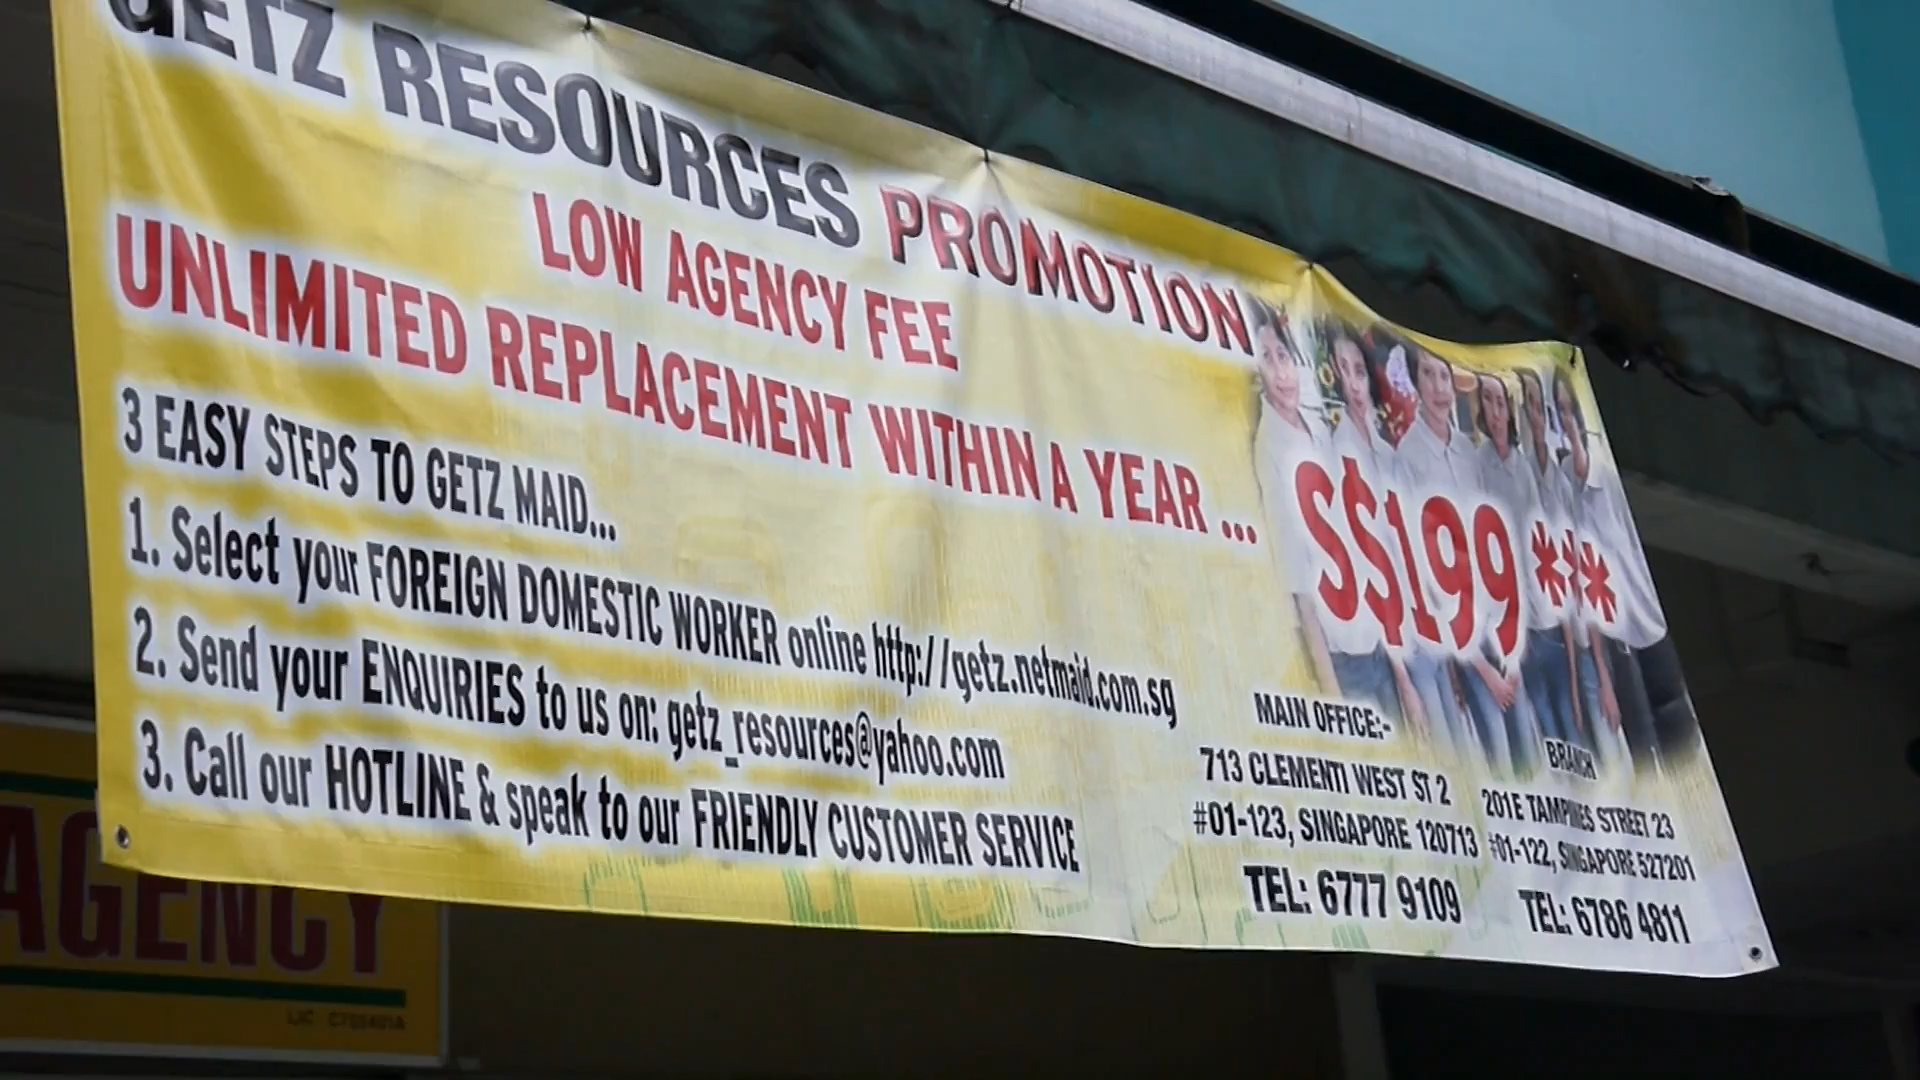 GETZ RESOURCES PROMOTION
LOW AGENCY FEE
UNLIMITED REPLACEMENT WITHIN A YEAR ...
S$199 ***
3 EASY STEPS TO GETZ MAID...
1. Select your FOREIGN DOMESTIC WORKER online http://getz.netmaid.com.sg
2. Send your ENQUIRIES to us on: getz_resources@yahoo.com
3. Call our HOTLINE & speak to our FRIENDLY CUSTOMER SERVICE
MAIN OFFICE:-
713 CLEMENTI WEST ST 2
#01-123, SINGAPORE 120713
TEL: 6777 9109
BRANCH
201E TAMPINES STREET 23
#01-122, SINGAPORE 527201
TEL: 6786 4811
AGENCY